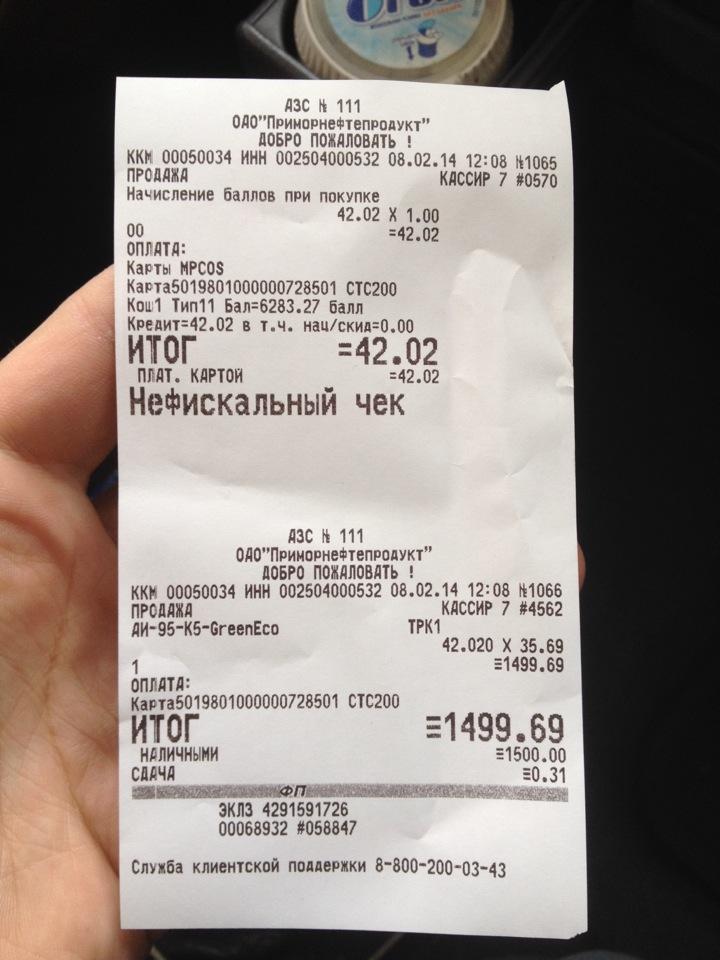 АЗС № 111
ОАО"Приморнефтепродукт"
ДОБРО ПОЖАЛОВАТЬ !
ККМ 00050034 ИНН 002504000532 08.02.14 12:08 №1065
ПРОДАЖА КАССИР 7 #0570
Начисление баллов при покупке
42.02 X 1.00
00 =42.02
ОПЛАТА:
Карты MPCOS
Карта5019801000000728501 СТС200
Кош1 Тип11 Бал=6283.27 балл
Кредит=42.02 в т.ч. нац/скид=0.00
ИТОГ =42.02
ПЛАТ. КАРТОЙ =42.02
Нефискальный чек
АЗС № 111
ОАО"Приморнефтепродукт"
ДОБРО ПОЖАЛОВАТЬ !
ККМ 00050034 ИНН 002504000532 08.02.14 12:08 №1066
ПРОДАЖА КАССИР 7 #4562
АИ-95-К5-GreenEco ТРК1
42.020 X 35.69
1 ≡1499.69
ОПЛАТА:
Карта5019801000000728501 СТС200
ИТОГ ≡1499.69
НАЛИЧНЫМИ ≡1500.00
СДАЧА ≡0.31
ФП
ЭКЛЗ 4291591726
00068932 #058847
Служба клиентской поддержки 8-800-200-03-43